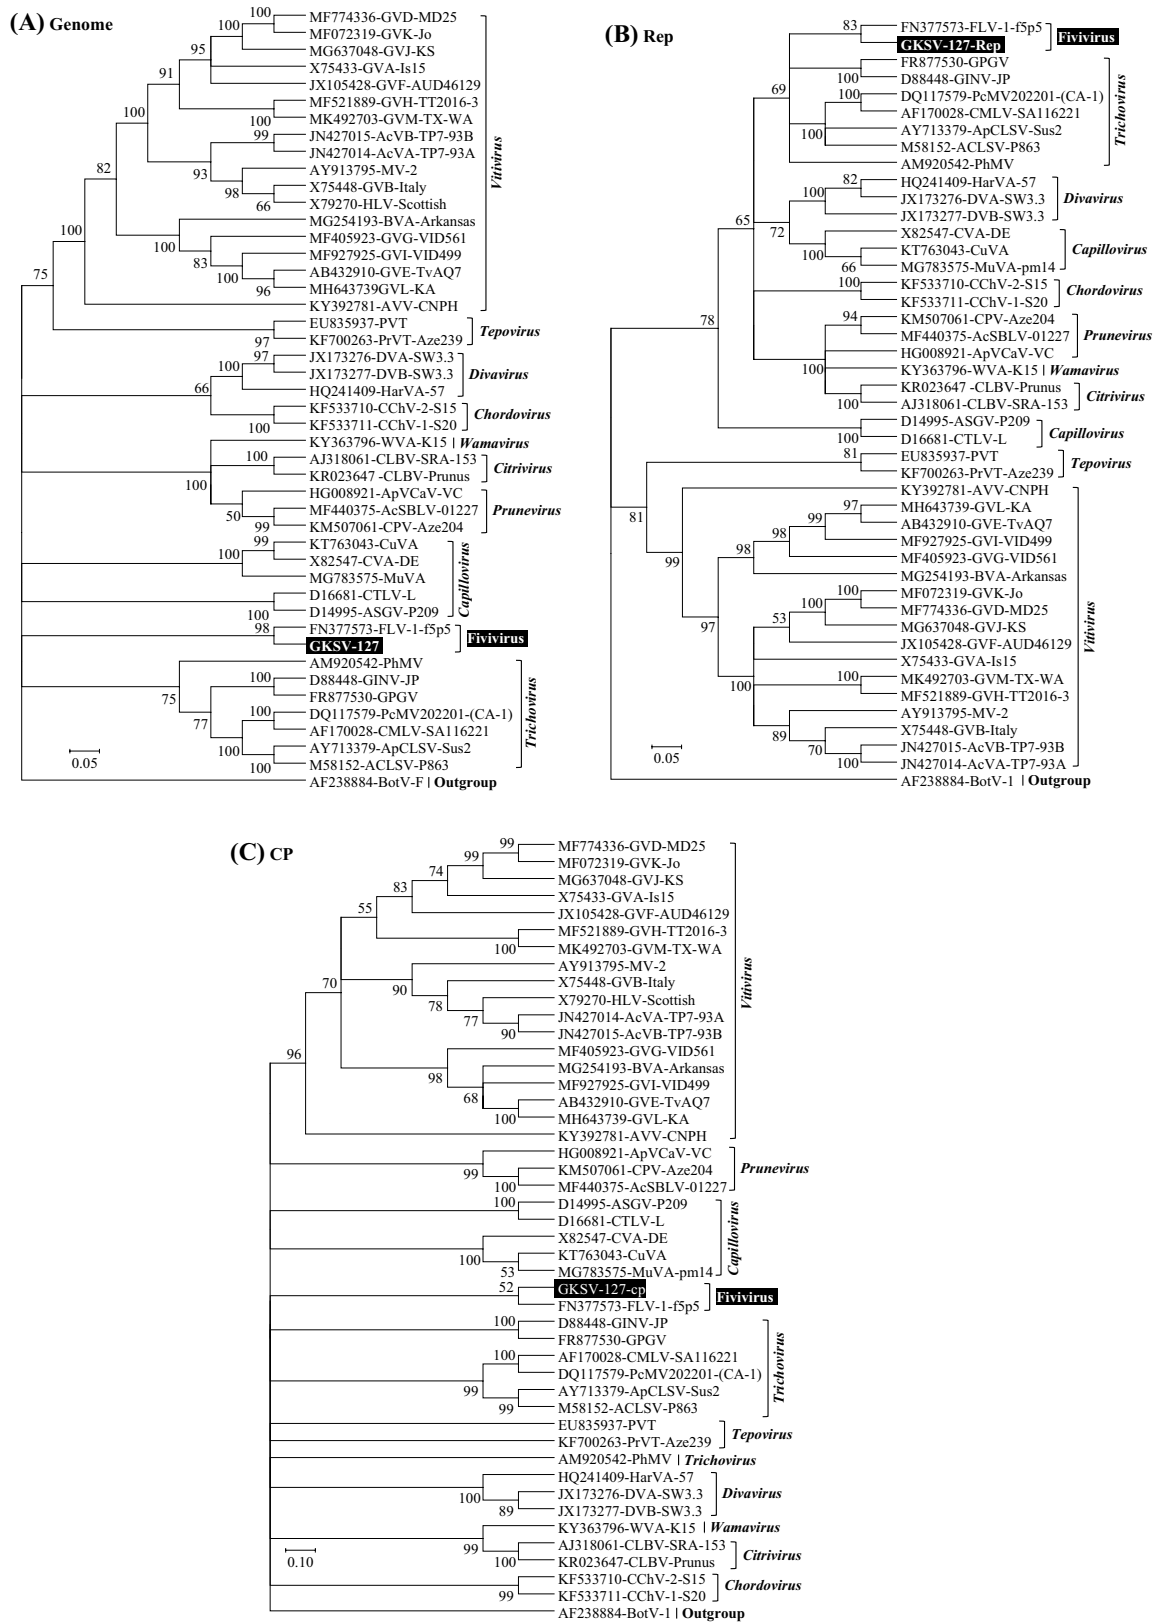 (A) Genome
100
MF774336-GVD-MD25
100
MF072319-GVK-Jo
95
MG637048-GVJ-KS
X75433-GVA-Is15
91
JX105428-GVF-AUD46129
MF521889-GVH-TT2016-3
100
100
MK492703-GVM-TX-WA
99
JN427015-AcVB-TP7-93B
JN427014-AcVA-TP7-93A
82
93
AY913795-MV-2
98
X75448-GVB-Italy
66
X79270-HLV-Scottish
100
MG254193-BVA-Arkansas
100
MF405923-GVG-VID561
83
MF927925-GVI-VID499
75
100
AB432910-GVE-TvAQ7
96
MH643739GVL-KA
KY392781-AVV-CNPH
Vitivirus
EU835937-PVT
97
KF700263-PrVT-Aze239
Tepovirus
97
JX173276-DVA-SW3.3
100
JX173277-DVB-SW3.3
66
HQ241409-HarVA-57
Divavirus
KF533710-CChV-2-S15
100
KF533711-CChV-1-S20
Chordovirus
KY363796-WVA-K15 | Wamavirus
100
AJ318061-CLBV-SRA-153
KR023647 -CLBV-Prunus
Citrivirus
100
HG008921-ApVCaV-VC
50
MF440375-AcSBLV-01227
99
KM507061-CPV-Aze204
Prunevirus
99
KT763043-CuVA
100
X82547-CVA-DE
MG783575-MuVA
D16681-CTLV-L
100
D14995-ASGV-P209
Capillovirus
98
FN377573-FLV-1-f5p5
GKSV-127
Fivivirus
AM920542-PhMV
75
D88448-GINV-JP
77
FR877530-GPGV
100
DQ117579-PcMV202201-(CA-1)
AF170028-CMLV-SA116221
100
AY713379-ApCLSV-Sus2
100
M58152-ACLSV-P863
Trichovirus
0.05
AF238884-BotV-F | Outgroup
(B) Rep
83
FN377573-FLV-1-f5p5
GKSV-127-Rep
Fivivirus
FR877530-GPGV
100
D88448-GINV-JP
69
100
DQ117579-PcMV202201-(CA-1)
AF170028-CMLV-SA116221
100
AY713379-ApCLSV-Sus2
M58152-ACLSV-P863
AM920542-PhMV
Trichovirus
82
HQ241409-HarVA-57
100
JX173276-DVA-SW3.3
JX173277-DVB-SW3.3
Divavirus
65
72
X82547-CVA-DE
100
KT763043-CuVA
66
MG783575-MuVA-pm14
Capillovirus
100
KF533710-CChV-2-S15
KF533711-CChV-1-S20
Chordovirus
78
94
KM507061-CPV-Aze204
MF440375-AcSBLV-01227
HG008921-ApVCaV-VC
Prunevirus
100
KY363796-WVA-K15 | Wamavirus
KR023647 -CLBV-Prunus
100
AJ318061-CLBV-SRA-153
Citrivirus
D14995-ASGV-P209
100
D16681-CTLV-L
Capillovirus
81
EU835937-PVT
KF700263-PrVT-Aze239
Tepovirus
81
KY392781-AVV-CNPH
97
MH643739-GVL-KA
99
AB432910-GVE-TvAQ7
98
MF927925-GVI-VID499
98
MF405923-GVG-VID561
99
MG254193-BVA-Arkansas
100
MF072319-GVK-Jo
100
MF774336-GVD-MD25
53
MG637048-GVJ-KS
97
JX105428-GVF-AUD46129
X75433-GVA-Is15
100
100
MK492703-GVM-TX-WA
MF521889-GVH-TT2016-3
AY913795-MV-2
89
X75448-GVB-Italy
70
JN427015-AcVB-TP7-93B
100
JN427014-AcVA-TP7-93A
Vitivirus
0.05
AF238884-BotV-1 | Outgroup
(C) CP
99
MF774336-GVD-MD25
99
MF072319-GVK-Jo
74
MG637048-GVJ-KS
83
X75433-GVA-Is15
55
JX105428-GVF-AUD46129
MF521889-GVH-TT2016-3
100
MK492703-GVM-TX-WA
AY913795-MV-2
70
90
X75448-GVB-Italy
78
X79270-HLV-Scottish
77
JN427014-AcVA-TP7-93A
90
JN427015-AcVB-TP7-93B
96
MF405923-GVG-VID561
98
MG254193-BVA-Arkansas
MF927925-GVI-VID499
68
AB432910-GVE-TvAQ7
100
MH643739-GVL-KA
KY392781-AVV-CNPH
Vitivirus
HG008921-ApVCaV-VC
99
KM507061-CPV-Aze204
100
MF440375-AcSBLV-01227
Prunevirus
100
D14995-ASGV-P209
D16681-CTLV-L
X82547-CVA-DE
100
KT763043-CuVA
53
MG783575-MuVA-pm14
Capillovirus
52
GKSV-127-cp
FN377573-FLV-1-f5p5
Fivivirus
100
D88448-GINV-JP
FR877530-GPGV
100
AF170028-CMLV-SA116221
DQ117579-PcMV202201-(CA-1)
99
AY713379-ApCLSV-Sus2
99
M58152-ACLSV-P863
Trichovirus
EU835937-PVT
KF700263-PrVT-Aze239
Tepovirus
AM920542-PhMV | Trichovirus
HQ241409-HarVA-57
100
JX173276-DVA-SW3.3
89
JX173277-DVB-SW3.3
Divavirus
KY363796-WVA-K15 | Wamavirus
99
AJ318061-CLBV-SRA-153
100
KR023647-CLBV-Prunus
Citrivirus
0.10
KF533710-CChV-2-S15
99
KF533711-CChV-1-S20
Chordovirus
AF238884-BotV-1 | Outgroup